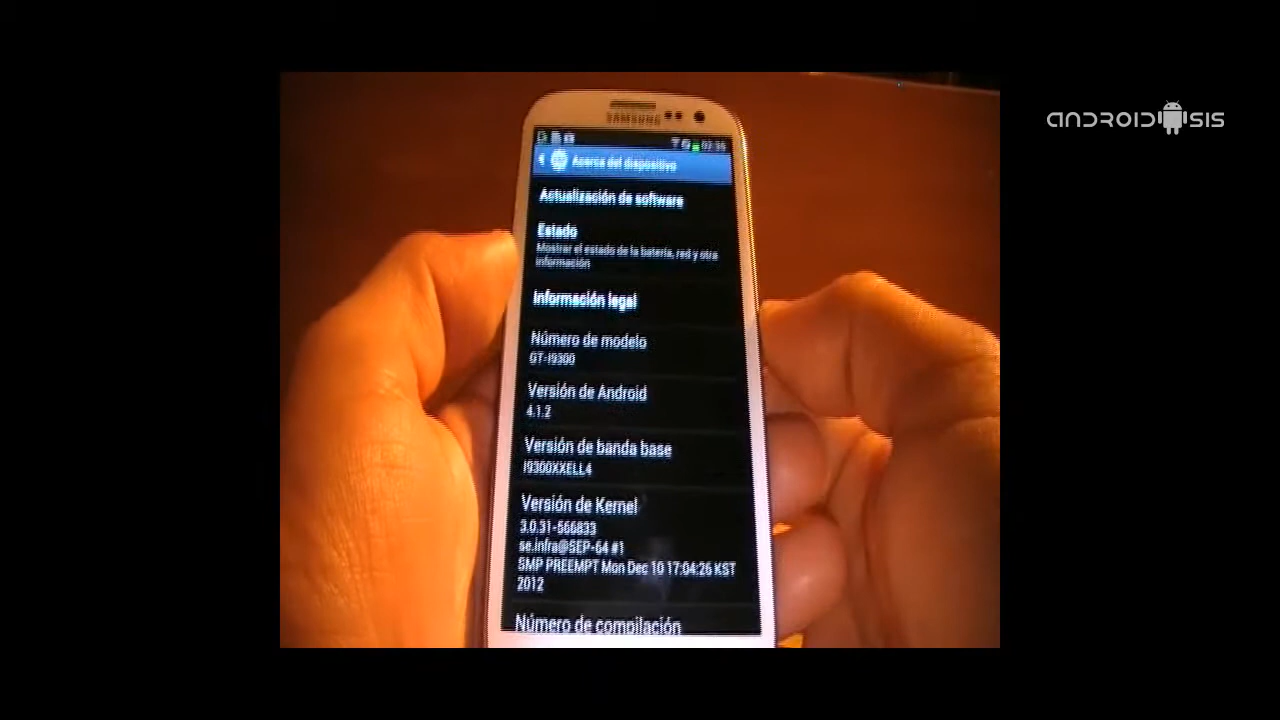 ANDROIDSIS
SAMSUNG
Acerca del dispositivo
Actualización de software
Estado
Mostrar el estado de la batería, red y otra
información
Información legal
Número de modelo
GT-I9300
Versión de Android
4.1.2
Versión de banda base
I9300XXELL4
Versión de Kernel
3.0.31-566833
se.infra@SEP-64 #1
SMP PREEMPT Mon Dec 10 17:04:26 KST
2012
Número de compilación